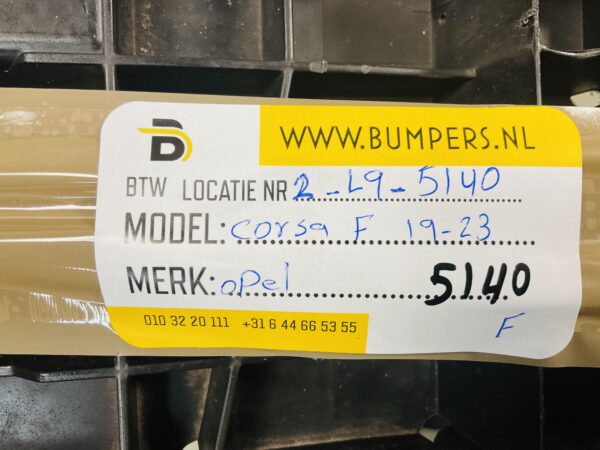 WWW.BUMPERS.NL
BTW LOCATIE NR 2-L9-5140
MODEL: corsa F 19-23
MERK: opel 5140
010 32 20 111 +31 6 44 66 53 55 F